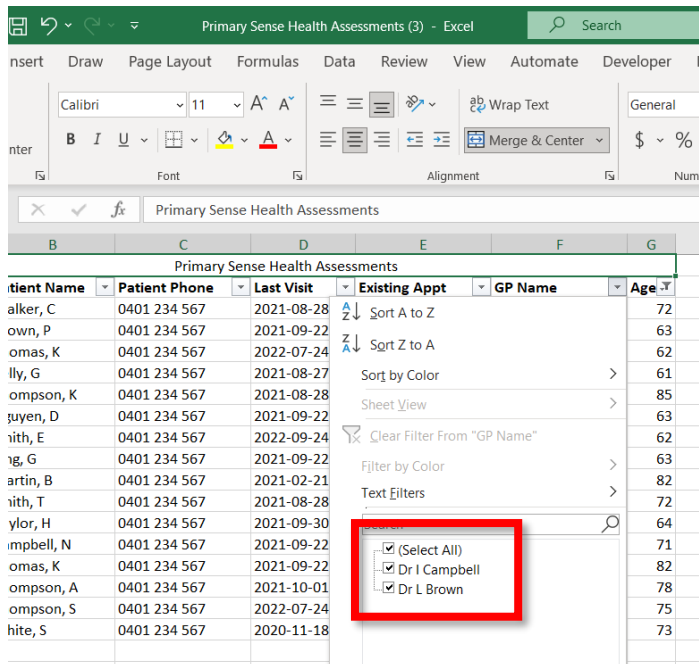 Primary Sense Health Assessments (3) - Excel Search
nsert Draw Page Layout Formulas Data Review View Automate Developer
Calibri 11 A A Wrap Text General
nter B I U A Merge & Center $ %
Font Alignment Num
fx Primary Sense Health Assessments
B C D E F G
Primary Sense Health Assessments
tient Name Patient Phone Last Visit Existing Appt GP Name Age
alker, C 0401 234 567 2021-08-28 72
own, P 0401 234 567 2021-09-22 63
omas, K 0401 234 567 2022-07-24 62
lly, G 0401 234 567 2021-08-27 61
ompson, K 0401 234 567 2021-08-28 85
guyen, D 0401 234 567 2021-09-22 63
nith, E 0401 234 567 2022-09-24 62
ng, G 0401 234 567 2021-09-22 63
artin, B 0401 234 567 2021-02-21 82
nith, T 0401 234 567 2021-08-28 72
ylor, H 0401 234 567 2021-09-30 64
ampbell, N 0401 234 567 2021-09-22 71
omas, K 0401 234 567 2021-09-22 82
ompson, A 0401 234 567 2021-10-01 78
ompson, S 0401 234 567 2022-07-24 75
hite, S 0401 234 567 2020-11-18 73
Sort A to Z
Sort Z to A
Sort by Color
Sheet View
Clear Filter From "GP Name"
Filter by Color
Text Filters
Search
(Select All)
Dr I Campbell
Dr L Brown